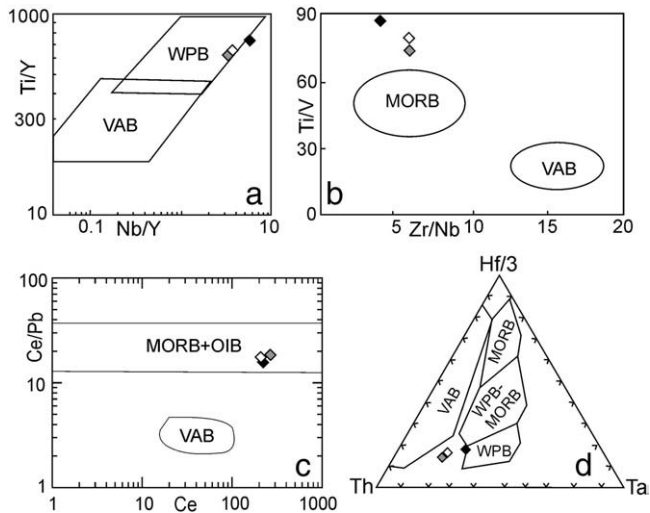 1000
Ti/Y
300
10
WPB
VAB
a
0.1
Nb/Y
10
90
Ti/V
60
30
0
MORB
VAB
b
5
Zr/Nb
10
15
20
100
Ce/Pb
10
1
MORB+OIB
VAB
c
1
10
Ce
100
1000
Hf/3
MORB
VAB
WPB-
MORB
WPB
d
Th
Ta